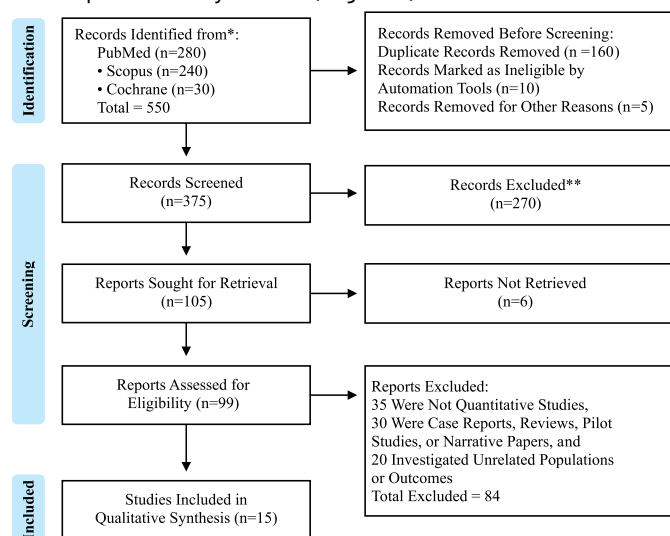 Identification
Records Identified from*:
PubMed (n=280)
• Scopus (n=240)
• Cochrane (n=30)
Total = 550
Records Removed Before Screening:
Duplicate Records Removed (n =160)
Records Marked as Ineligible by
Automation Tools (n=10)
Records Removed for Other Reasons (n=5)
Screening
Records Screened
(n=375)
Records Excluded**
(n=270)
Reports Sought for Retrieval
(n=105)
Reports Not Retrieved
(n=6)
Reports Assessed for
Eligibility (n=99)
Reports Excluded:
35 Were Not Quantitative Studies,
30 Were Case Reports, Reviews, Pilot
Studies, or Narrative Papers, and
20 Investigated Unrelated Populations
or Outcomes
Total Excluded = 84
Included
Studies Included in
Qualitative Synthesis (n=15)